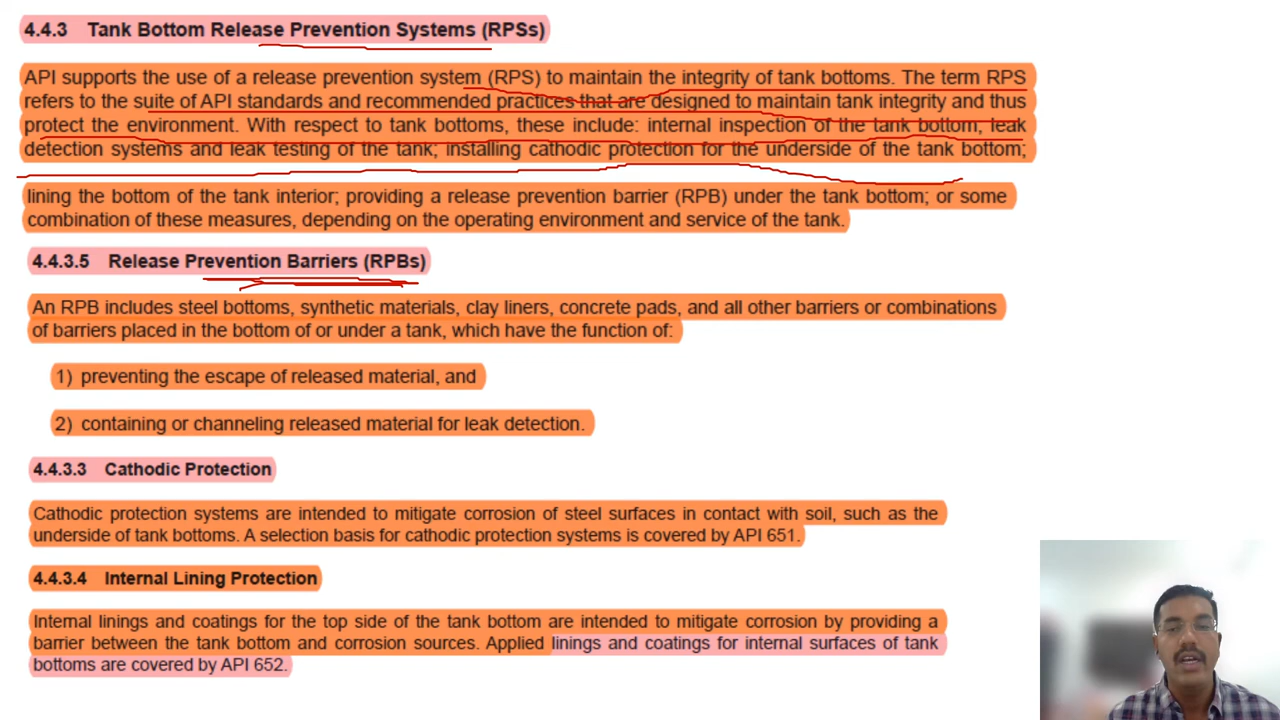 4.4.3 Tank Bottom Release Prevention Systems (RPSs)
API supports the use of a release prevention system (RPS) to maintain the integrity of tank bottoms. The term RPS
refers to the suite of API standards and recommended practices that are designed to maintain tank integrity and thus
protect the environment. With respect to tank bottoms, these include: internal inspection of the tank bottom; leak
detection systems and leak testing of the tank; installing cathodic protection for the underside of the tank bottom;
lining the bottom of the tank interior; providing a release prevention barrier (RPB) under the tank bottom; or some
combination of these measures, depending on the operating environment and service of the tank.
4.4.3.5 Release Prevention Barriers (RPBs)
An RPB includes steel bottoms, synthetic materials, clay liners, concrete pads, and all other barriers or combinations
of barriers placed in the bottom of or under a tank, which have the function of:
1) preventing the escape of released material, and
2) containing or channeling released material for leak detection.
4.4.3.3 Cathodic Protection
Cathodic protection systems are intended to mitigate corrosion of steel surfaces in contact with soil, such as the
underside of tank bottoms. A selection basis for cathodic protection systems is covered by API 651.
4.4.3.4 Internal Lining Protection
Internal linings and coatings for the top side of the tank bottom are intended to mitigate corrosion by providing a
barrier between the tank bottom and corrosion sources. Applied linings and coatings for internal surfaces of tank
bottoms are covered by API 652.